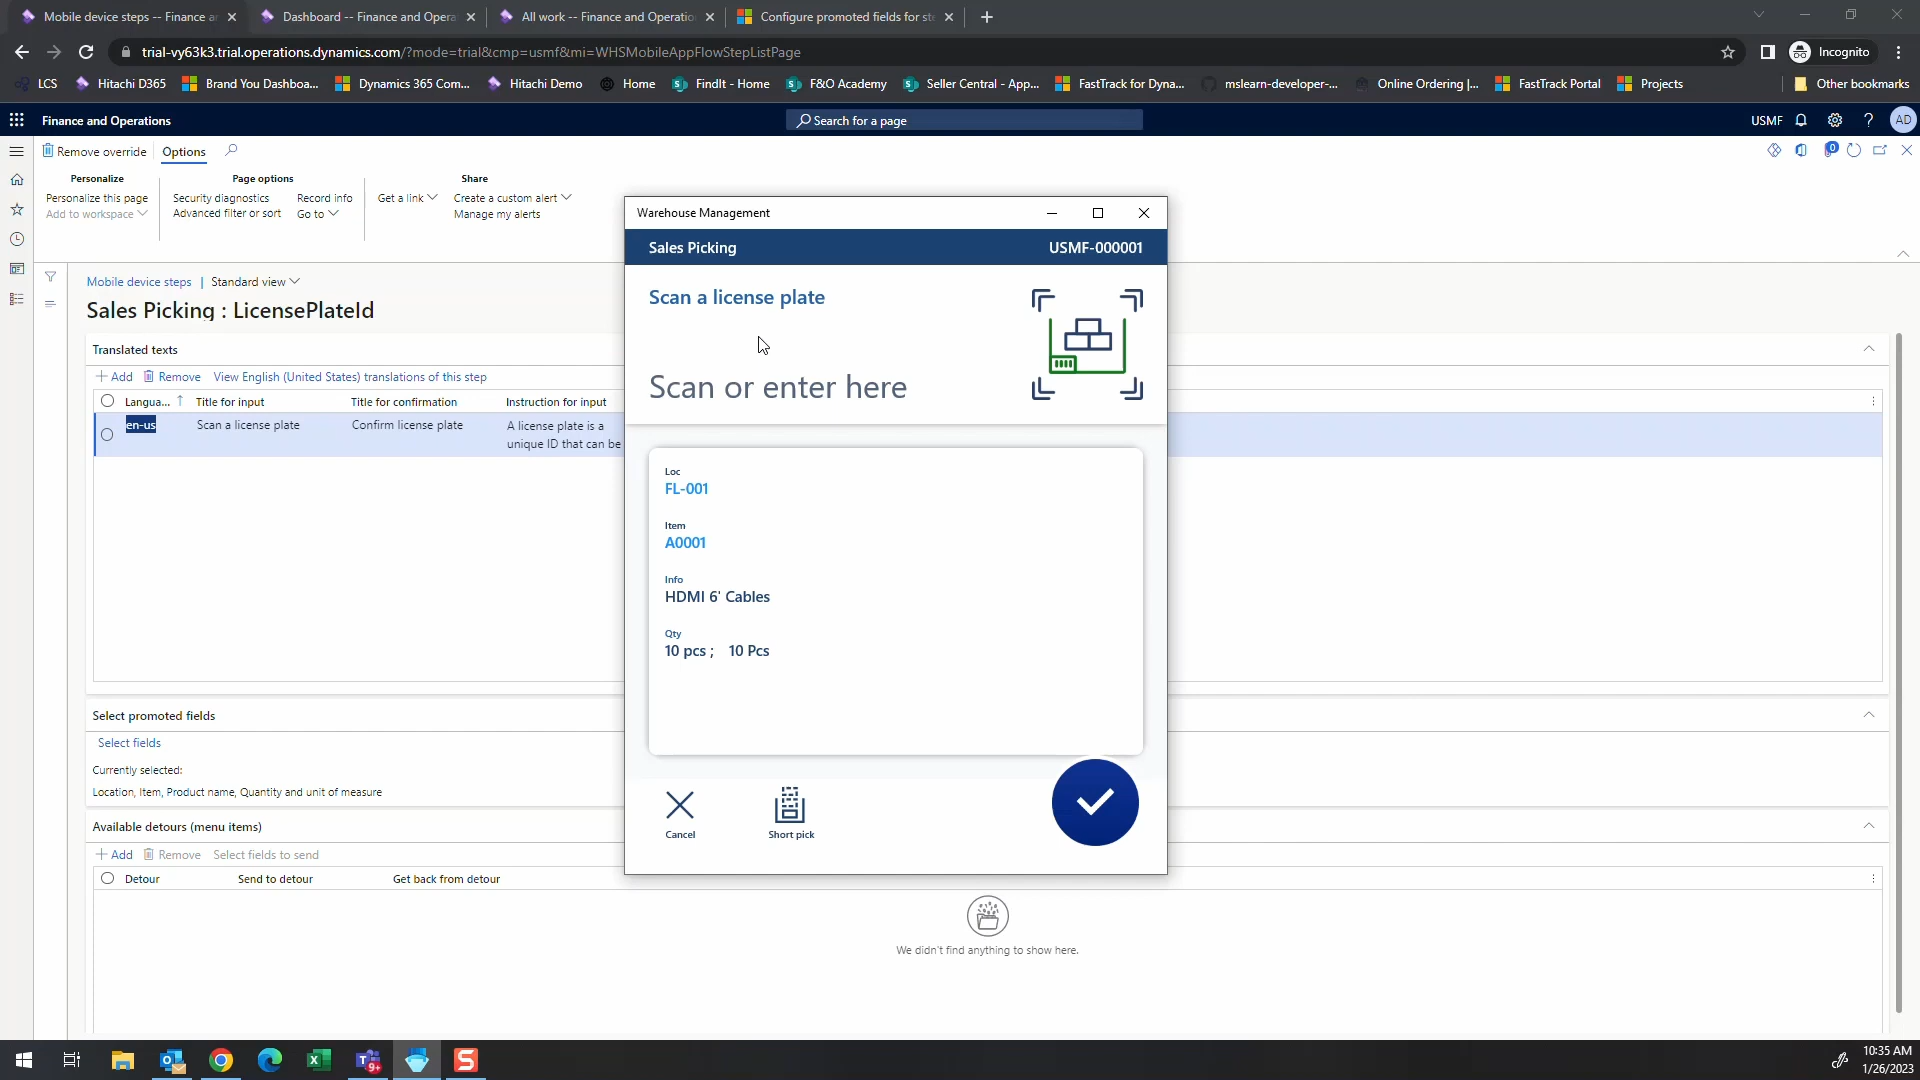 Mobile device steps -- Finance ar
Dashboard -- Finance and Opera
All work -- Finance and Operatio
Configure promoted fields for ste
trial-vy63k3.trial.operations.dynamics.com/?mode=trial&cmp=usmf&mi=WHSMobileAppFlowStepListPage
Incognito
LCS
Hitachi D365
Brand You Dashboa...
Dynamics 365 Com...
Hitachi Demo
Home
FindIt - Home
F&O Academy
Seller Central - App...
FastTrack for Dyna...
mslearn-developer-...
Online Ordering |...
FastTrack Portal
Projects
Other bookmarks
Finance and Operations
Search for a page
USMF
?
AD
Remove override
Options
0
Personalize
Personalize this page
Add to workspace
Page options
Security diagnostics
Advanced filter or sort
Record info
Go to
Get a link
Share
Create a custom alert
Manage my alerts
Mobile device steps | Standard view
Sales Picking : LicensePlateId
Translated texts
+ Add Remove View English (United States) translations of this step
Langua... ↑ Title for input Title for confirmation Instruction for input
en-us Scan a license plate Confirm license plate A license plate is a
unique ID that can be
Select promoted fields
Select fields
Currently selected:
Location, Item, Product name, Quantity and unit of measure
Available detours (menu items)
+ Add Remove Select fields to send
Detour Send to detour Get back from detour
We didn't find anything to show here.
Warehouse Management
Sales Picking USMF-000001
Scan a license plate
Scan or enter here
Loc
FL-001
Item
A0001
Info
HDMI 6' Cables
Qty
10 pcs ; 10 Pcs
Cancel
Short pick
9+
10:35 AM
1/26/2023